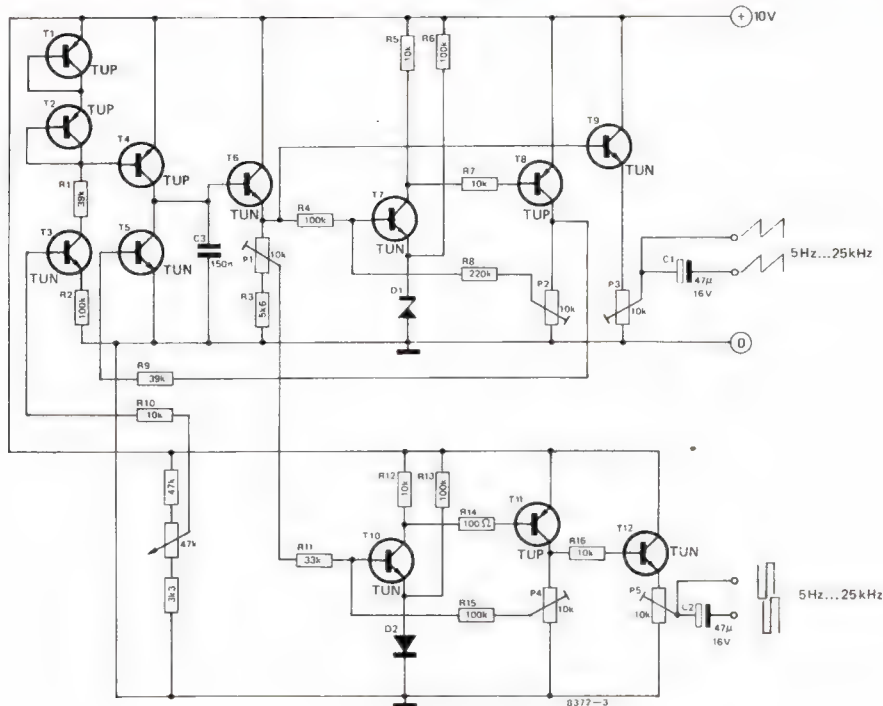 + 10V
T1
TUP
T2
TUP
T4
TUP
R1
39k
T3
TUN
T5
TUN
R2
100k
C3
150n
T6
TUN
P1
10k
R3
5k6
R4
100k
R5
10k
R6
100k
T7
TUN
D1
R7
10k
R8
220k
T8
TUP
P2
10k
T9
TUN
P3
10k
C1
47µ
16V
5Hz...25kHz
0
R9
39k
R10
10k
47k
47k
3k3
R11
33k
R12
10k
R13
100k
T10
TUN
D2
R14
100Ω
R15
100k
T11
TUP
P4
10k
R16
10k
T12
TUN
P5
10k
C2
47µ
16V
5Hz...25kHz
8372-3